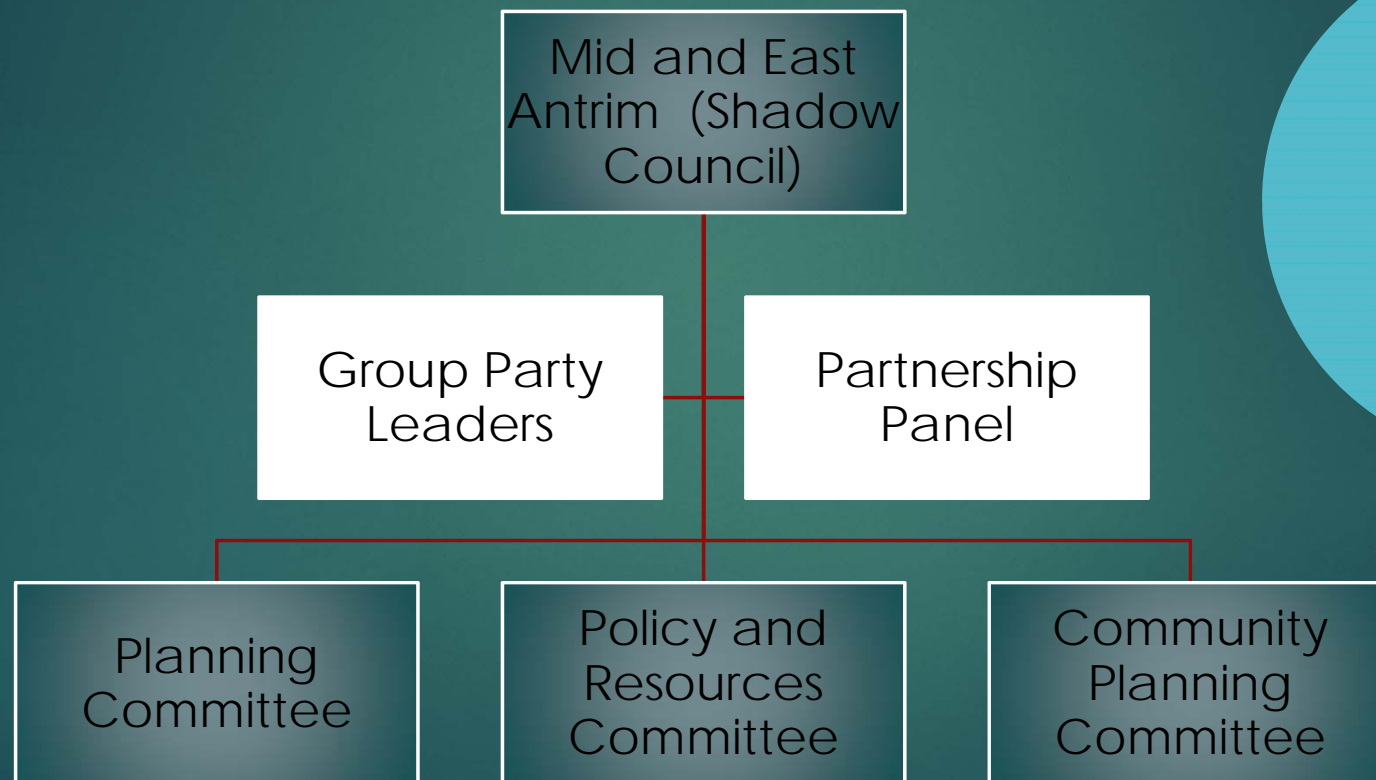 Mid and East
Antrim (Shadow
Council)
Group Party
Leaders
Partnership
Panel
Planning
Committee
Policy and
Resources
Committee
Community
Planning
Committee